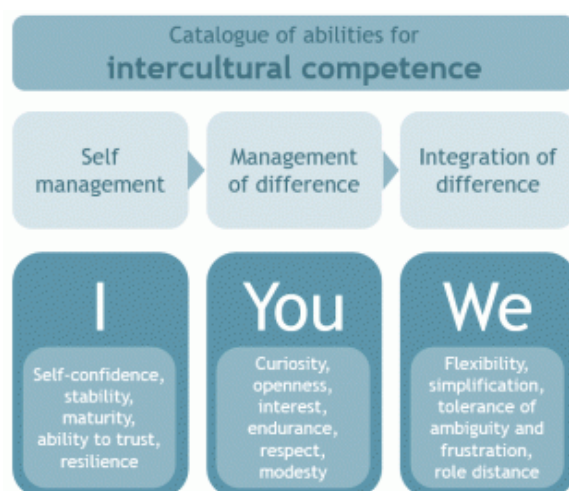 Catalogue of abilities for
intercultural competence
Self
management
Management
of difference
Integration of
difference
I
Self-confidence,
stability,
maturity,
ability to trust,
resilience
You
Curiosity,
openness,
interest,
endurance,
respect,
modesty
We
Flexibility,
simplification,
tolerance of
ambiguity and
frustration,
role distance